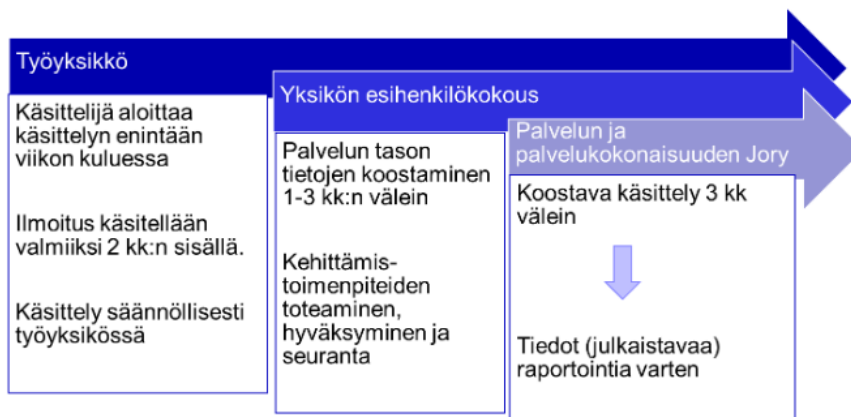 Työyksikkö
Käsittelijä aloittaa
käsittelyn enintään
viikon kuluessa
Ilmoitus käsitellään
valmiiksi 2 kk:n sisällä.
Käsittely säännöllisesti
työyksikössä
Yksikön esihenkilökokous
Palvelun tason
tietojen koostaminen
1-3 kk:n välein
Kehittämis-
toimenpiteiden
toteaminen,
hyväksyminen ja
seuranta
Palvelun ja
palvelukokonaisuuden Jory
Koostava käsittely 3 kk
välein
Tiedot (julkaistavaa)
raportointia varten